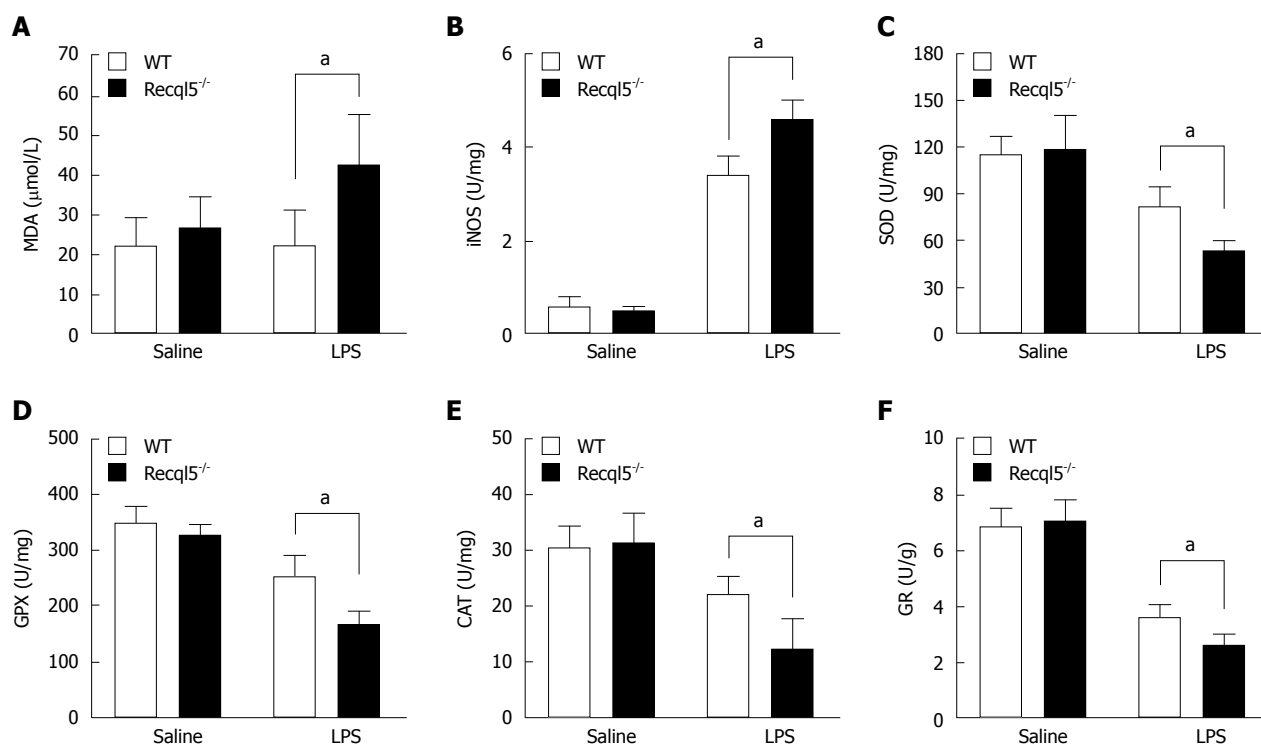 A
70
60
50
40
30
20
10
0
MDA (μmol/L)
WT
Recql5-/-
a
Saline
LPS
B
6
4
2
0
iNOS (U/mg)
WT
Recql5-/-
a
Saline
LPS
C
180
150
120
90
60
30
0
SOD (U/mg)
WT
Recql5-/-
a
Saline
LPS
D
500
400
300
200
100
0
GPX (U/mg)
WT
Recql5-/-
a
Saline
LPS
E
50
40
30
20
10
0
CAT (U/mg)
WT
Recql5-/-
a
Saline
LPS
F
10
8
6
4
2
0
GR (U/g)
WT
Recql5-/-
a
Saline
LPS